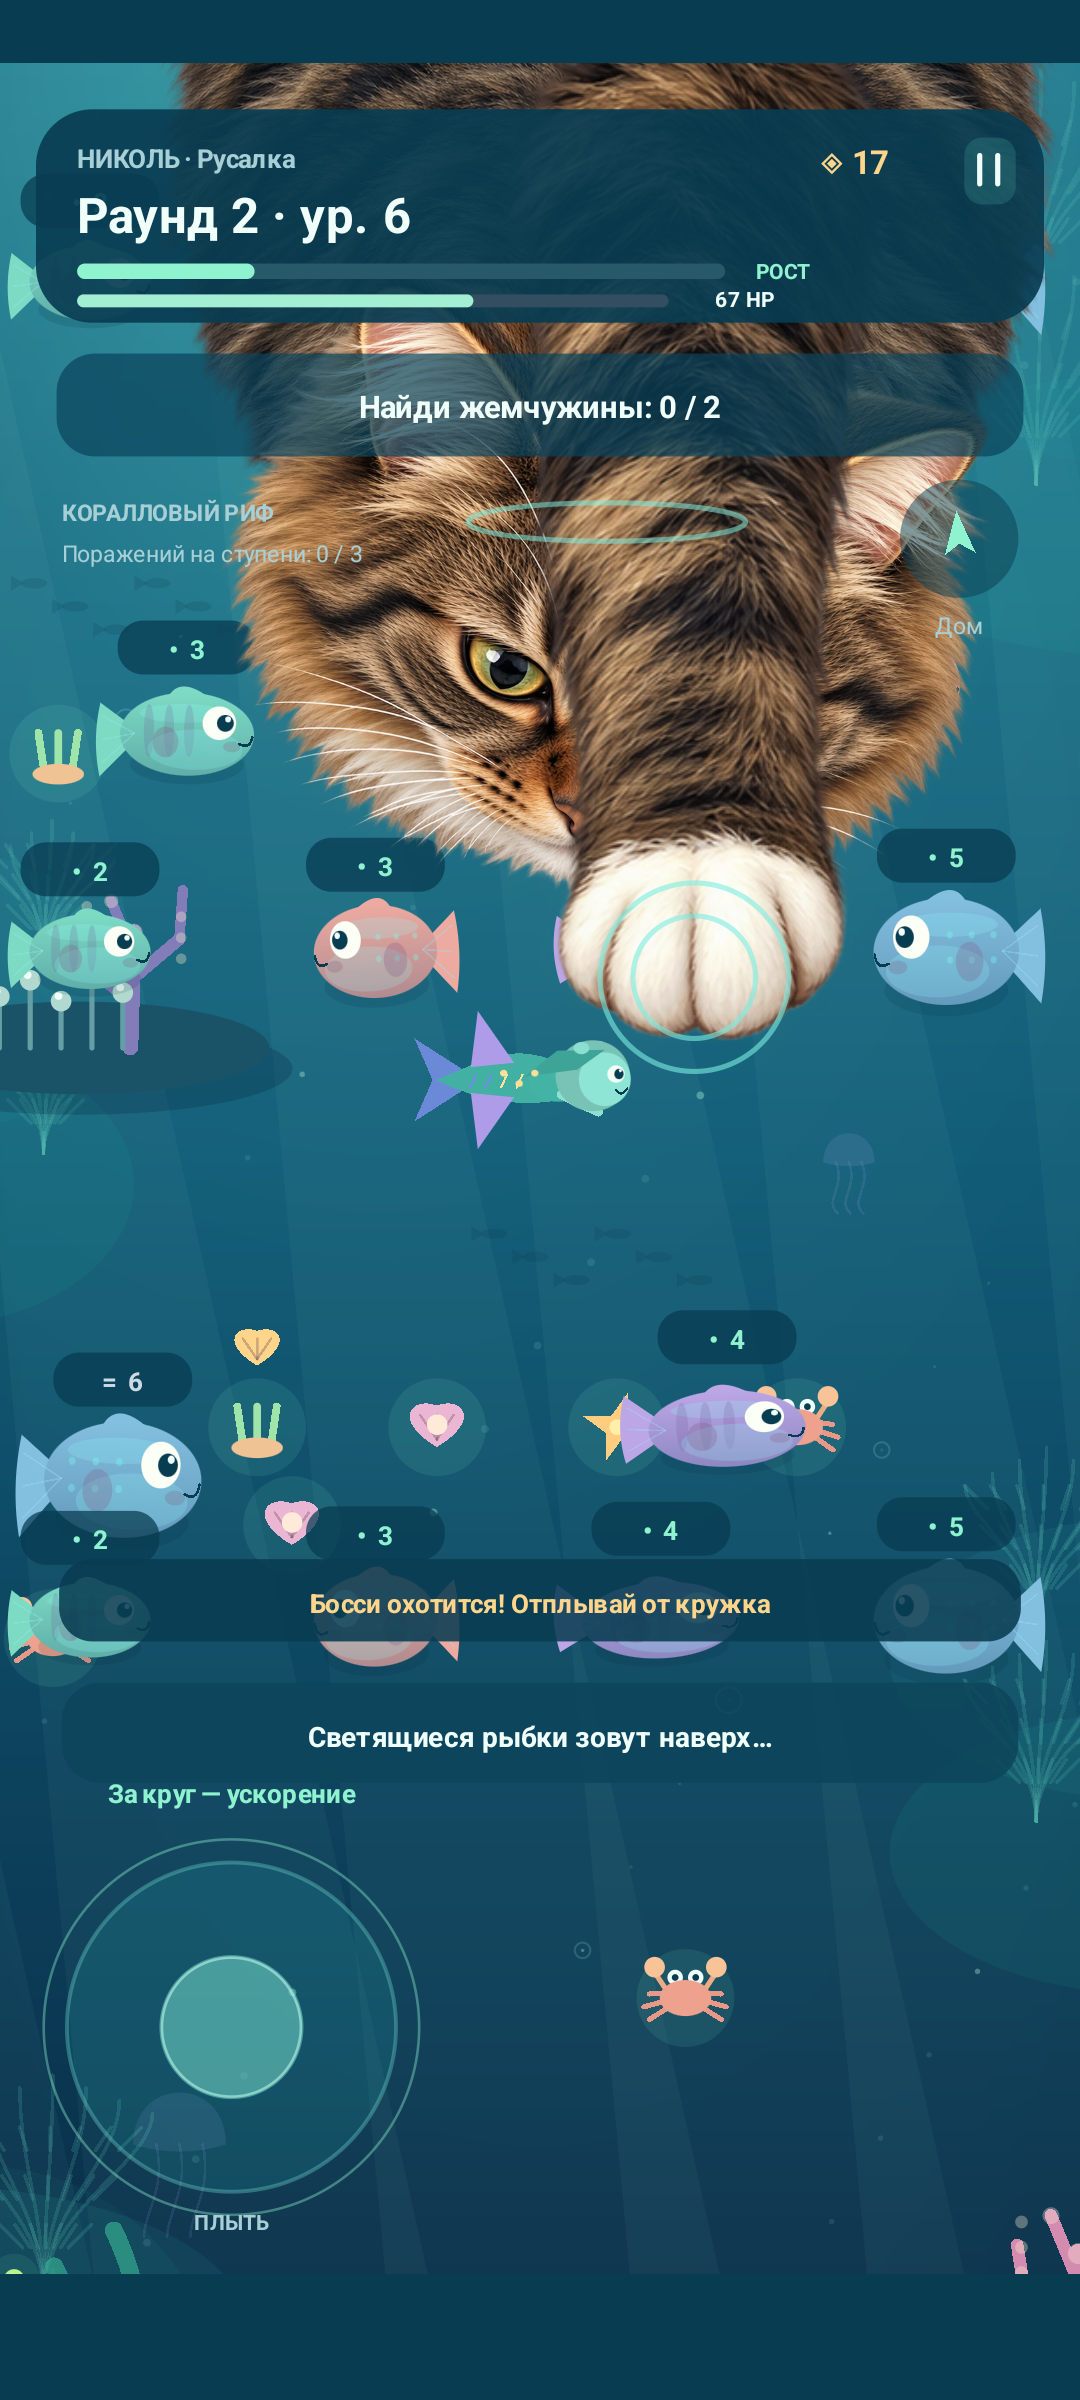 НИКОЛЬ · Русалка
17
Раунд 2 · ур. 6
РОСТ
67 HP
Найди жемчужины: 0 / 2
КОРАЛЛОВЫЙ РИФ
Поражений на ступени: 0 / 3
Дом
• 3
• 2
• 3
• 5
• 4
= 6
• 2
• 3
• 4
• 5
Босси охотится! Отплывай от кружка
Светящиеся рыбки зовут наверх...
За круг — ускорение
ПЛЫТЬ